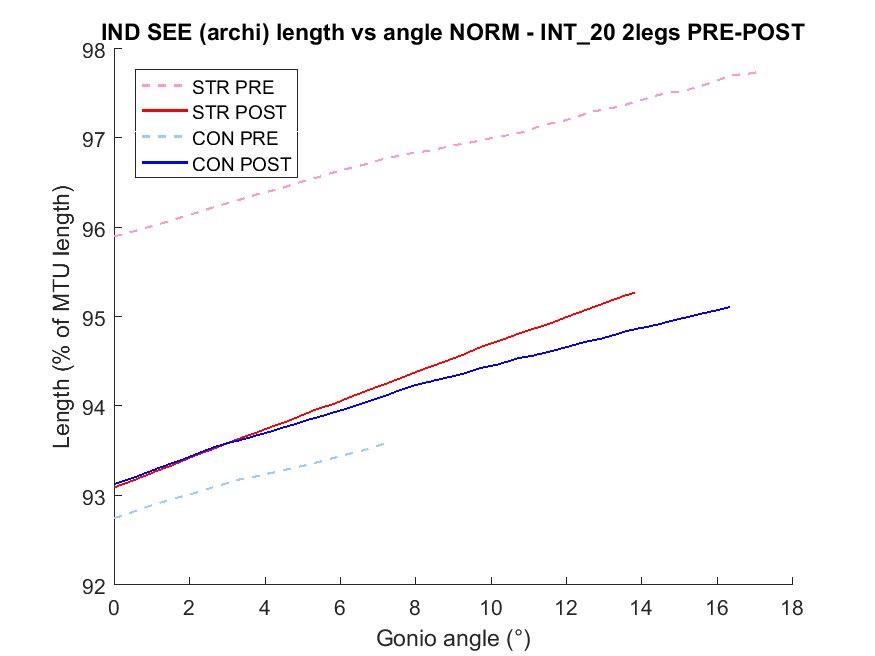 IND SEE (archi) length vs angle NORM - INT_20 2legs PRE-POST
98
97
96
95
94
93
92
Length (% of MTU length)
STR PRE
STR POST
CON PRE
CON POST
0 2 4 6 8 10 12 14 16 18
Gonio angle (°)